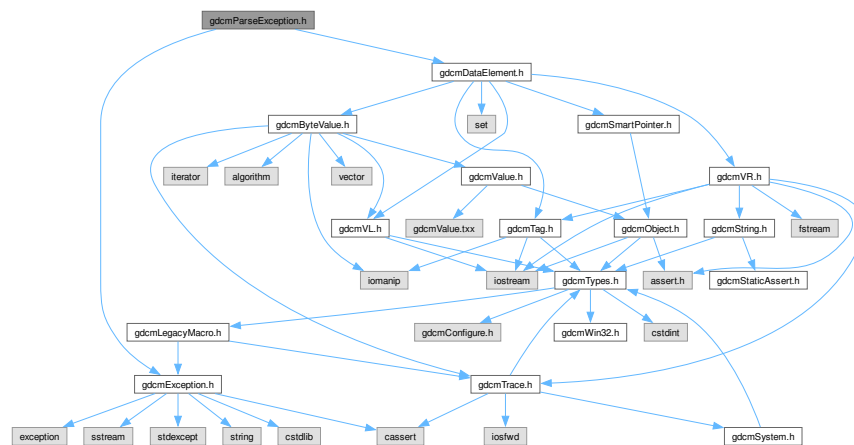 gdcmParseException.h
gdcmDataElement.h
gdcmByteValue.h
set
gdcmSmartPointer.h
iterator
algorithm
vector
gdcmValue.h
gdcmVR.h
gdcmVL.h
gdcmValue.txx
gdcmTag.h
gdcmObject.h
gdcmString.h
fstream
iomanip
iostream
gdcmTypes.h
assert.h
gdcmStaticAssert.h
gdcmLegacyMacro.h
gdcmConfigure.h
gdcmWin32.h
cstdint
gdcmException.h
gdcmTrace.h
exception
sstream
stdexcept
string
cstdlib
cassert
iosfwd
gdcmSystem.h